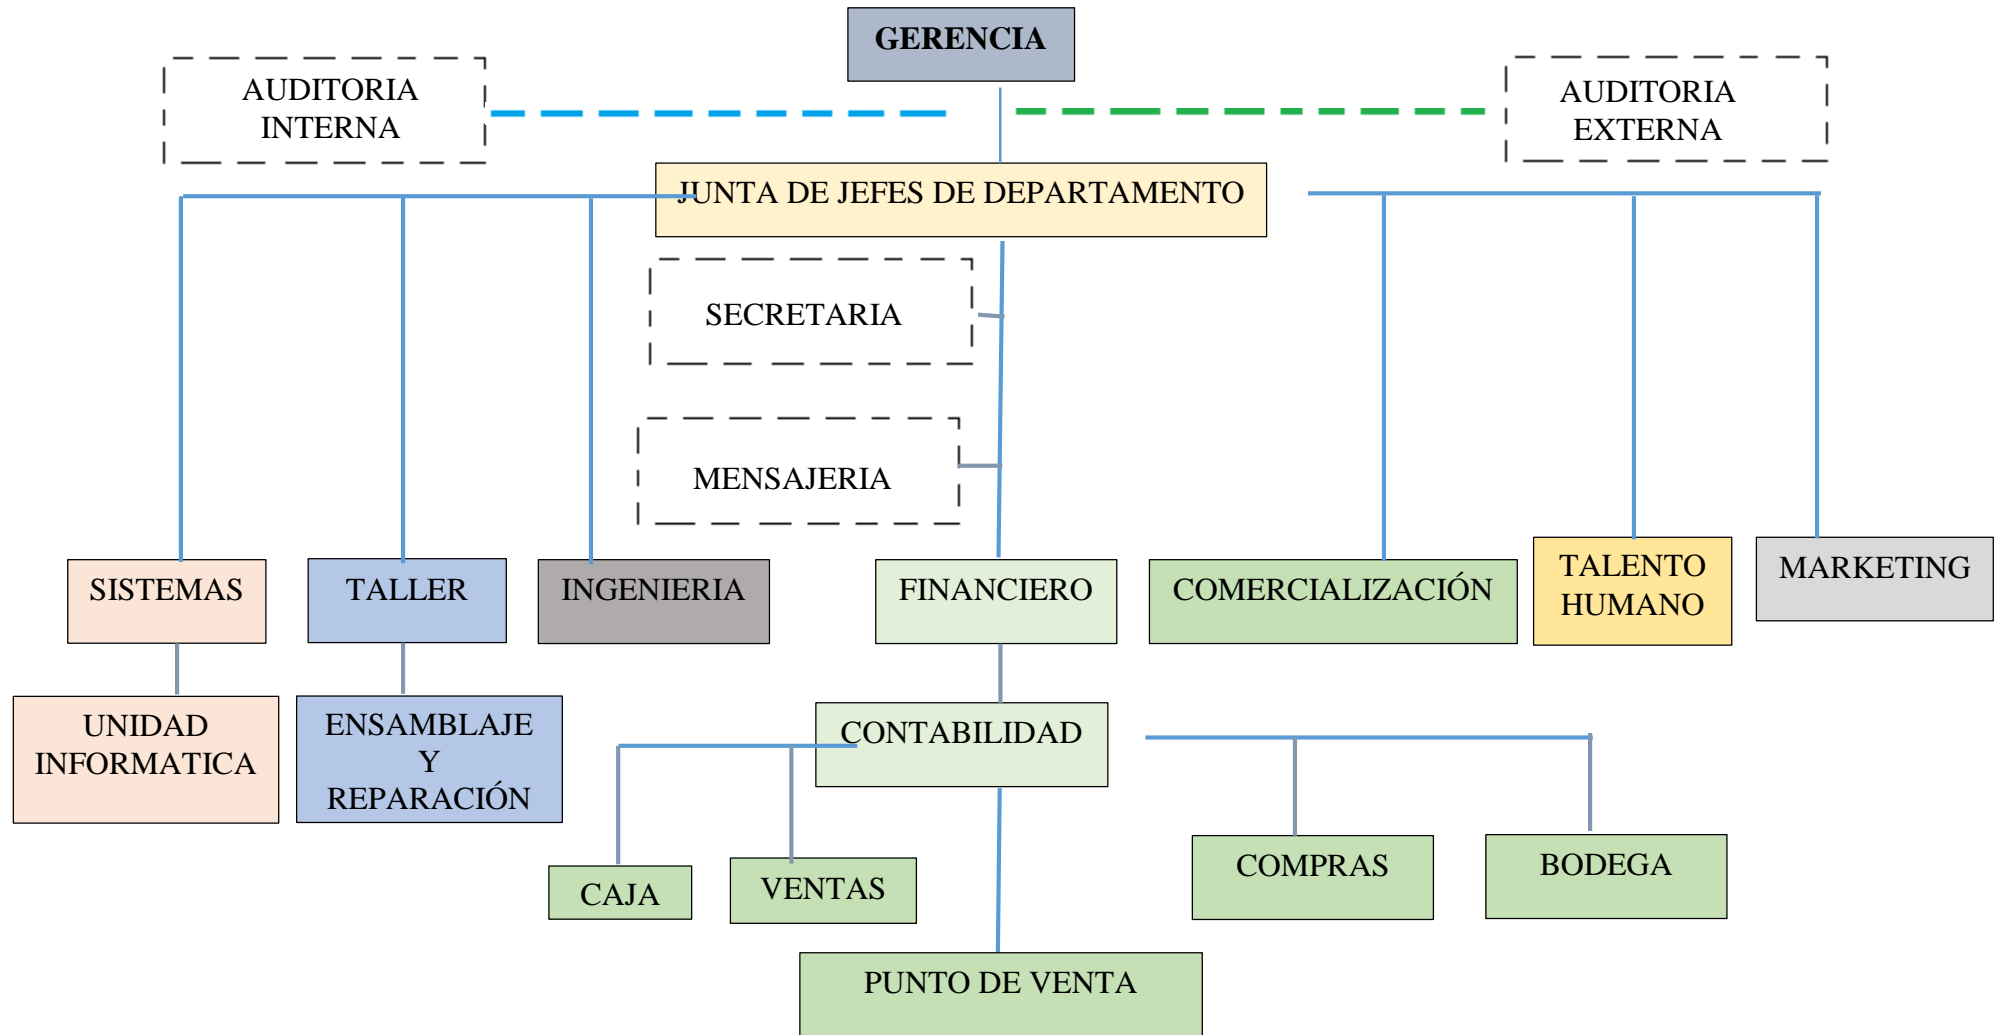 GERENCIA
AUDITORIA
INTERNA
AUDITORIA
EXTERNA
JUNTA DE JEFES DE DEPARTAMENTO
SECRETARIA
MENSAJERIA
SISTEMAS
TALLER
INGENIERIA
FINANCIERO
COMERCIALIZACIÓN
TALENTO
HUMANO
MARKETING
UNIDAD
INFORMATICA
ENSAMBLAJE
Y
REPARACIÓN
CONTABILIDAD
CAJA
VENTAS
COMPRAS
BODEGA
PUNTO DE VENTA